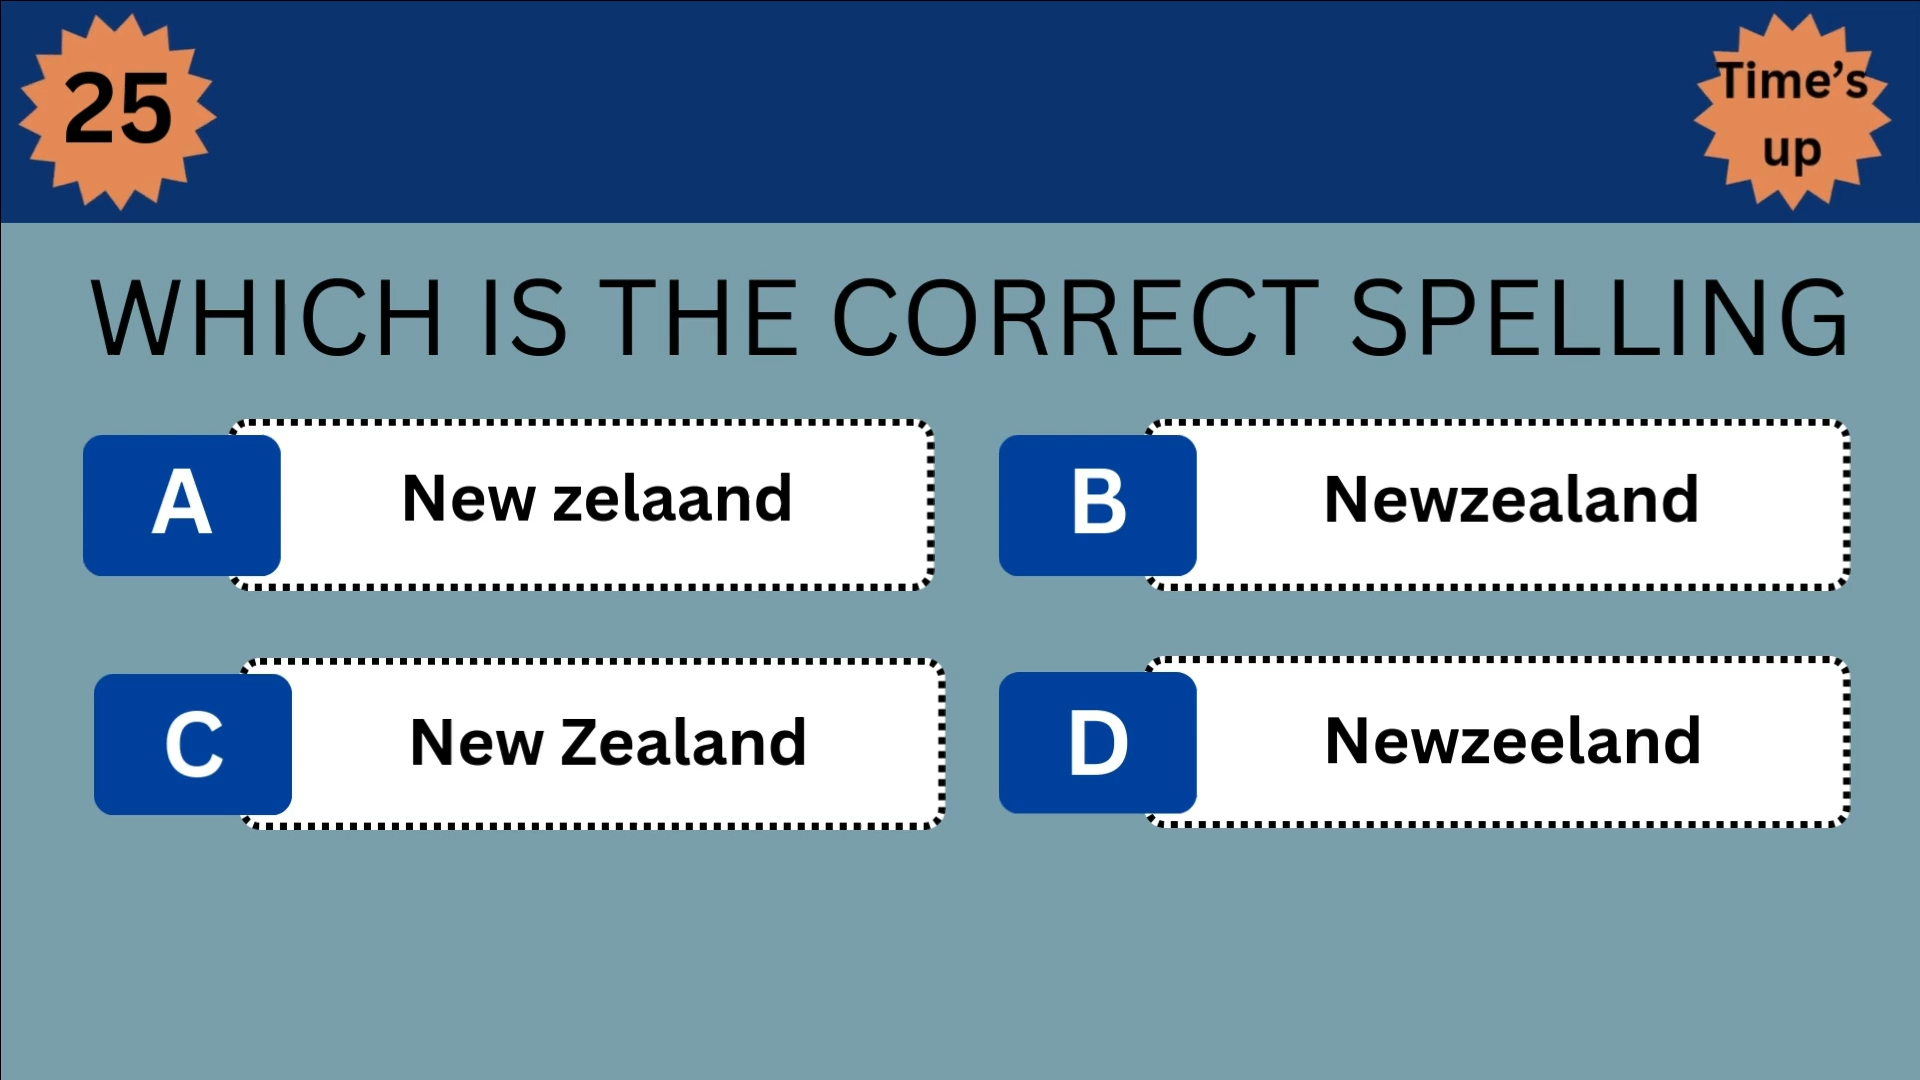 25
Time’s
up
WHICH IS THE CORRECT SPELLING
A
New zelaand
B
Newzealand
C
New Zealand
D
Newzeeland